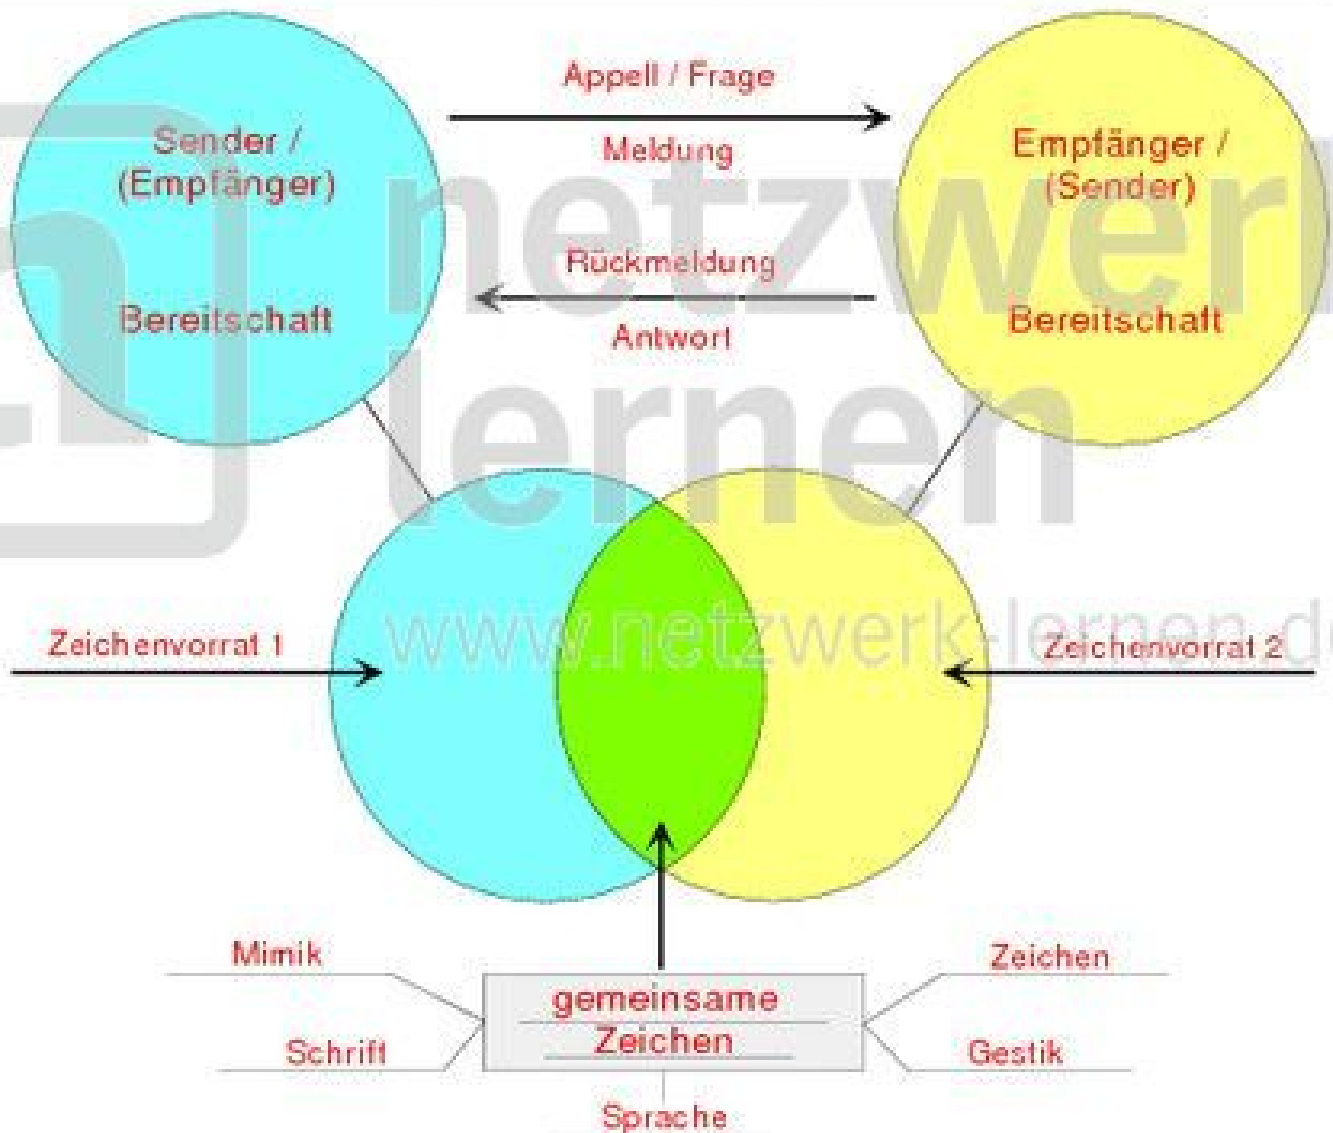 Appell / Frage
Sender /
(Empfänger)
Meldung
Empfänger /
(Sender)
Rückmeldung
Bereitschaft
Antwort
Bereitschaft
netzwerk
lernen
www.netzwerk-lernen.de
Zeichenvorrat 1
Zeichenvorrat 2
Mimik
Zeichen
gemeinsame
Zeichen
Schrift
Gestik
Sprache